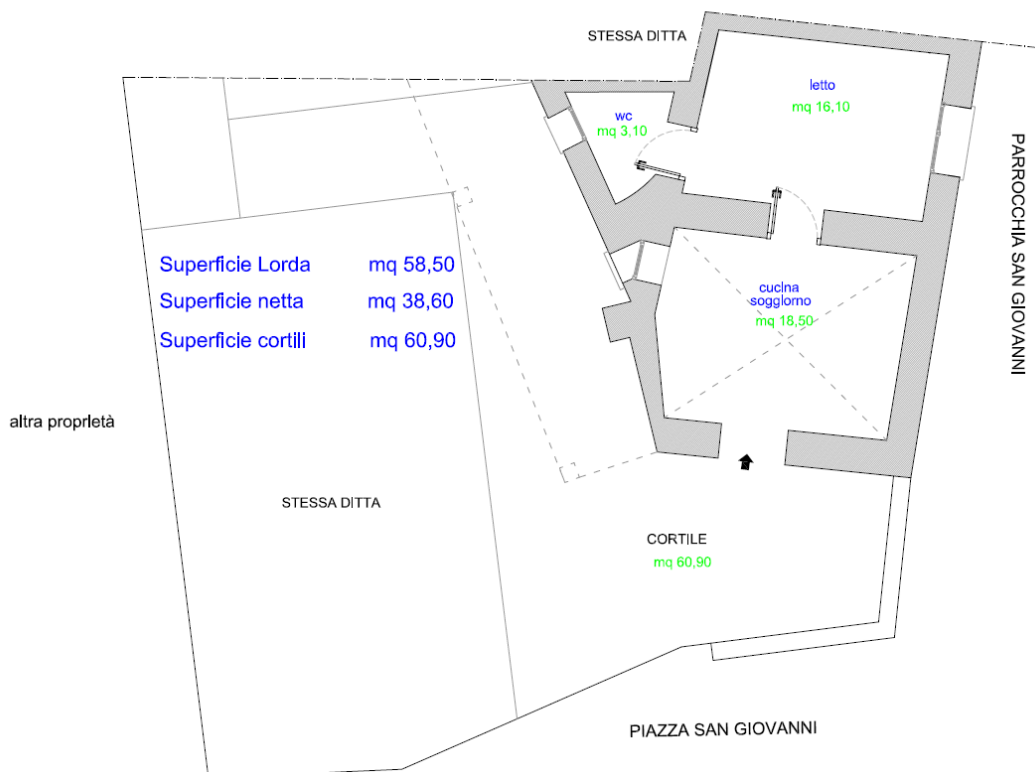 STESSA DITTA
letto
mq 16,10
wc
mq 3,10
PARROCCHIA SAN GIOVANNI
Superficie Lorda mq 58,50
Superficie netta mq 38,60
Superficie cortili mq 60,90
cucina
soggiorno
mq 18,50
altra proprietà
STESSA DITTA
CORTILE
mq 60,90
PIAZZA SAN GIOVANNI